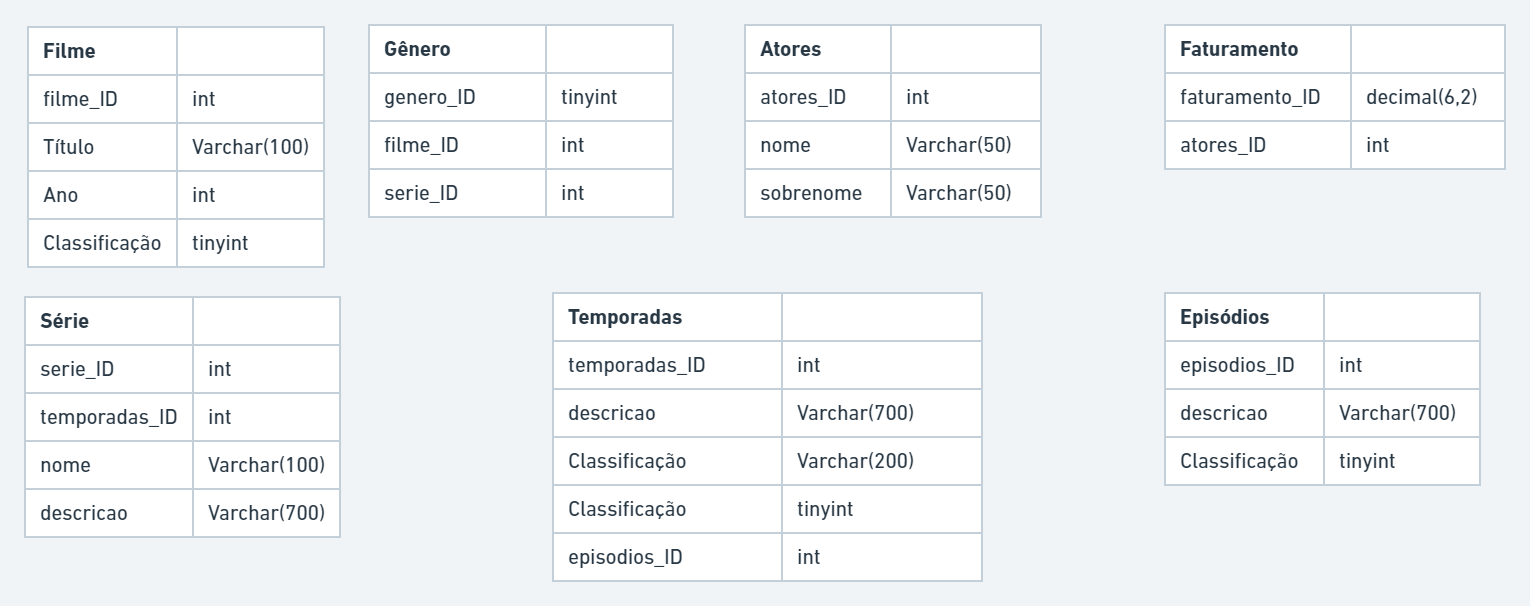 Filme
filme_ID int
Título Varchar(100)
Ano int
Classificação tinyint
Gênero
genero_ID tinyint
filme_ID int
serie_ID int
Atores
atores_ID int
nome Varchar(50)
sobrenome Varchar(50)
Faturamento
faturamento_ID decimal(6,2)
atores_ID int
Série
serie_ID int
temporadas_ID int
nome Varchar(100)
descricao Varchar(700)
Temporadas
temporadas_ID int
descricao Varchar(700)
Classificação Varchar(200)
Classificação tinyint
episodios_ID int
Episódios
episodios_ID int
descricao Varchar(700)
Classificação tinyint